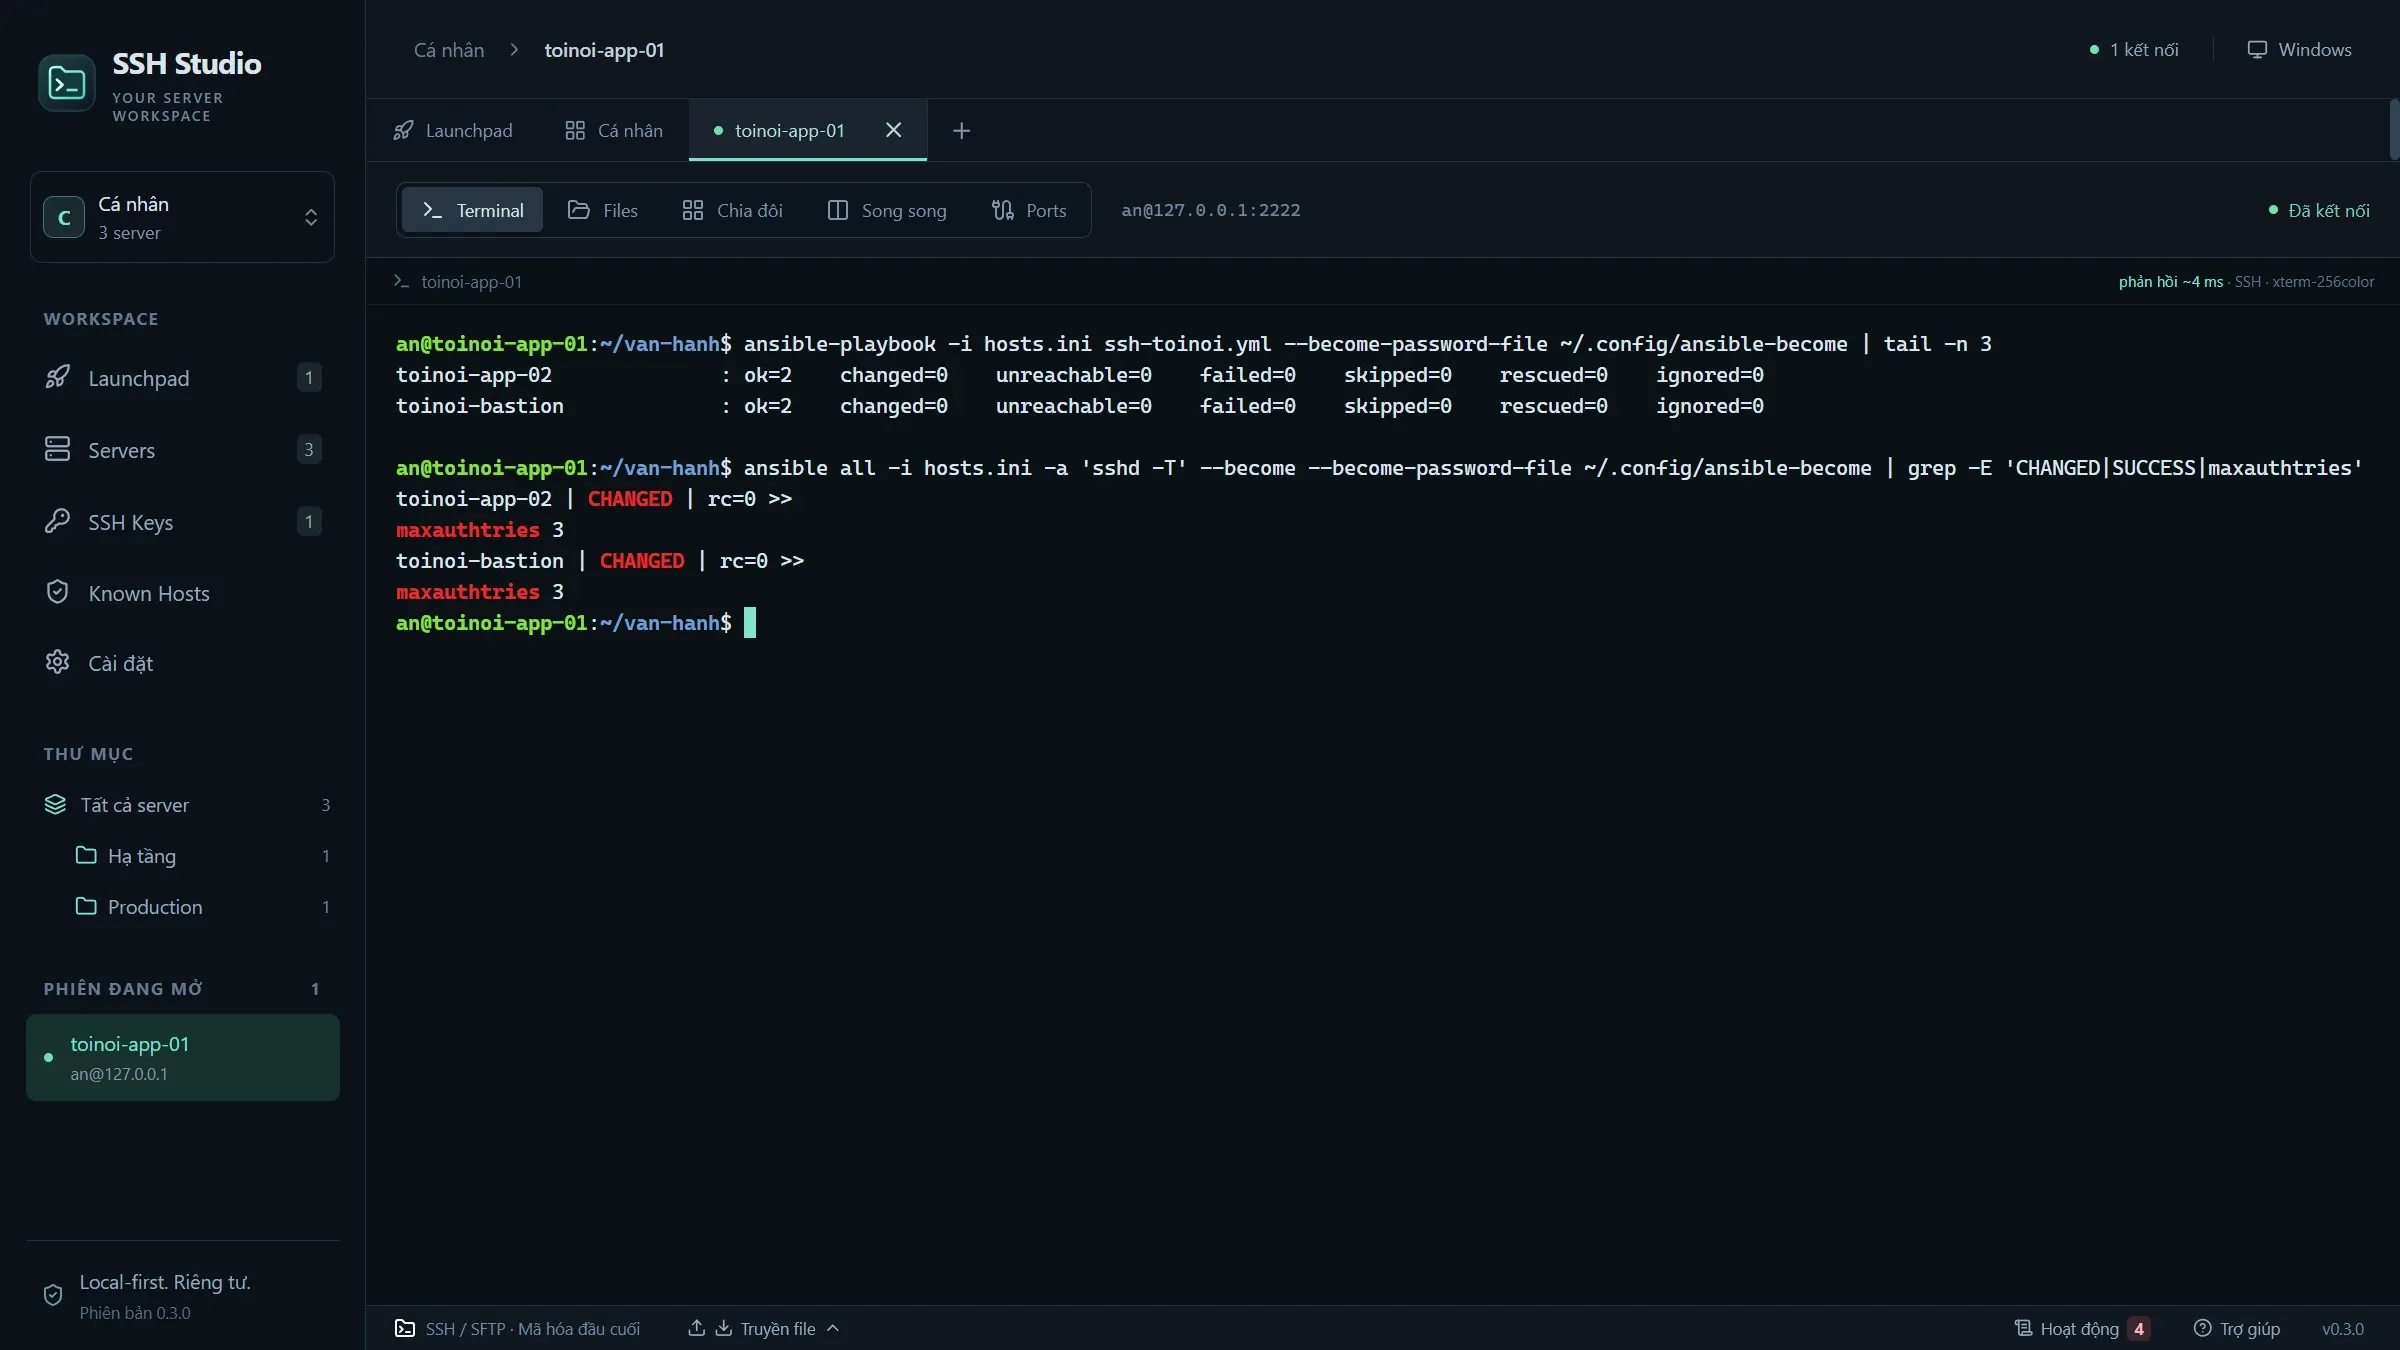 SSH Studio
YOUR SERVER
WORKSPACE
C
Cá nhân
3 server
WORKSPACE
Launchpad 1
Servers 3
SSH Keys 1
Known Hosts
Cài đặt
THƯ MỤC
Tất cả server 3
Hạ tầng 1
Production 1
PHIÊN ĐANG MỞ 1
toinoi-app-01
an@127.0.0.1
Local-first. Riêng tư.
Phiên bản 0.3.0
Cá nhân > toinoi-app-01
1 kết nối
Windows
Launchpad
Cá nhân
toinoi-app-01
Terminal
Files
Chia đôi
Song song
Ports
an@127.0.0.1:2222
Đã kết nối
toinoi-app-01
phản hồi ~4 ms · SSH · xterm-256color
an@toinoi-app-01:~/van-hanh$ ansible-playbook -i hosts.ini ssh-toinoi.yml --become-password-file ~/.config/ansible-become | tail -n 3
toinoi-app-02 : ok=2 changed=0 unreachable=0 failed=0 skipped=0 rescued=0 ignored=0
toinoi-bastion : ok=2 changed=0 unreachable=0 failed=0 skipped=0 rescued=0 ignored=0
an@toinoi-app-01:~/van-hanh$ ansible all -i hosts.ini -a 'sshd -T' --become --become-password-file ~/.config/ansible-become | grep -E 'CHANGED|SUCCESS|maxauthtries'
toinoi-app-02 | CHANGED | rc=0 >>
maxauthtries 3
toinoi-bastion | CHANGED | rc=0 >>
maxauthtries 3
an@toinoi-app-01:~/van-hanh$
SSH / SFTP · Mã hóa đầu cuối
Truyền file
Hoạt động 4
Trợ giúp
v0.3.0